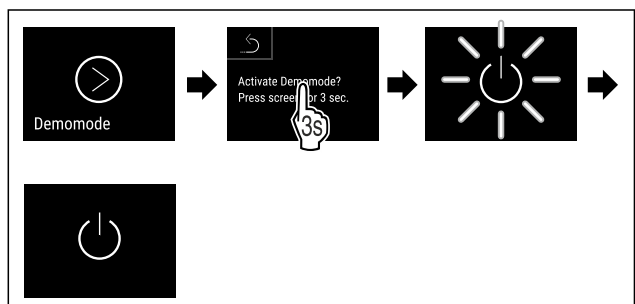 Demomode
Activate Demomode?
Press screen for 3 sec.
3s